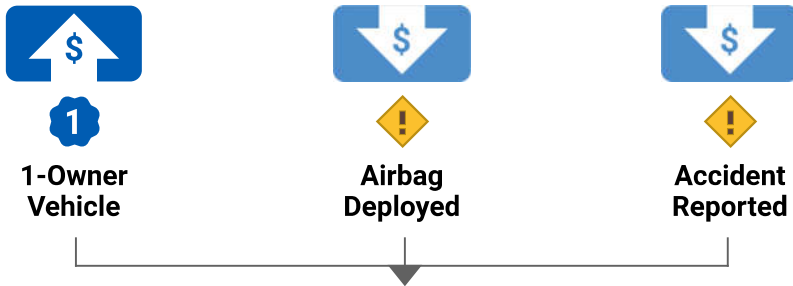 $
$
$
1
!
!
1-Owner
Vehicle
Airbag
Deployed
Accident
Reported